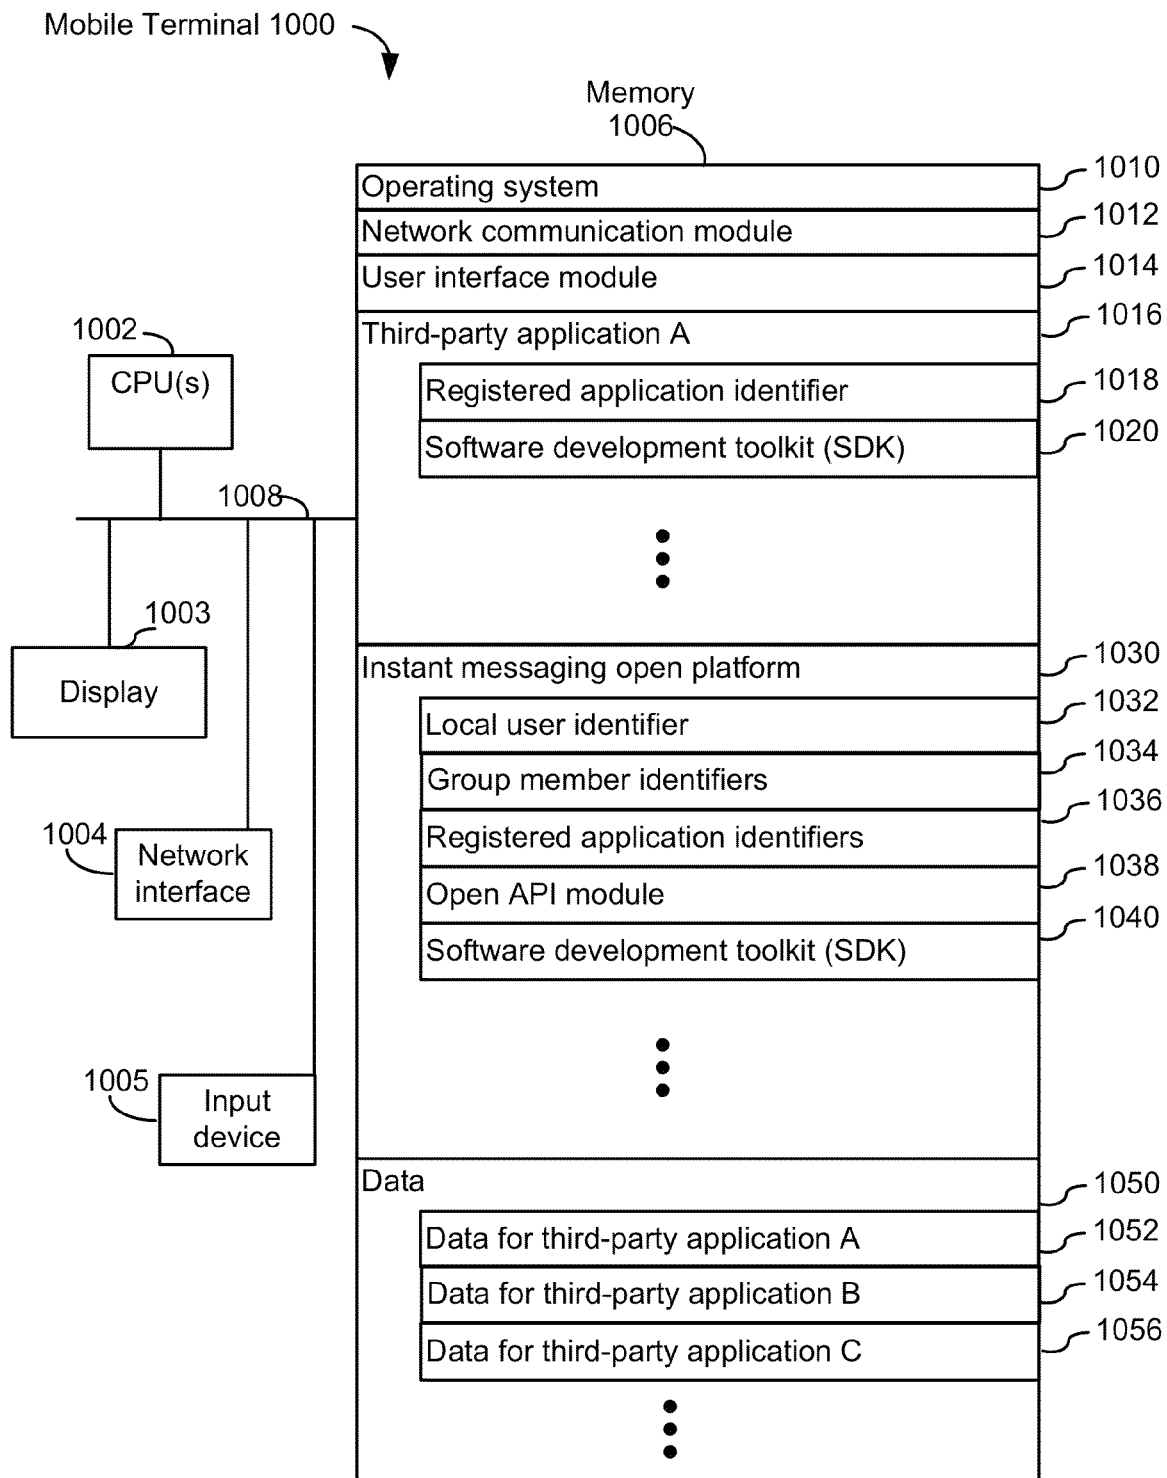 Mobile Terminal 1000
Memory
1006
Operating system
1010
Network communication module
1012
User interface module
1014
Third-party application A
1016
Registered application identifier
1018
Software development toolkit (SDK)
1020
1002
CPU(s)
1008
1003
Display
1004
Network
interface
1005
Input
device
Instant messaging open platform
1030
Local user identifier
1032
Group member identifiers
1034
Registered application identifiers
1036
Open API module
1038
Software development toolkit (SDK)
1040
Data
1050
Data for third-party application A
1052
Data for third-party application B
1054
Data for third-party application C
1056